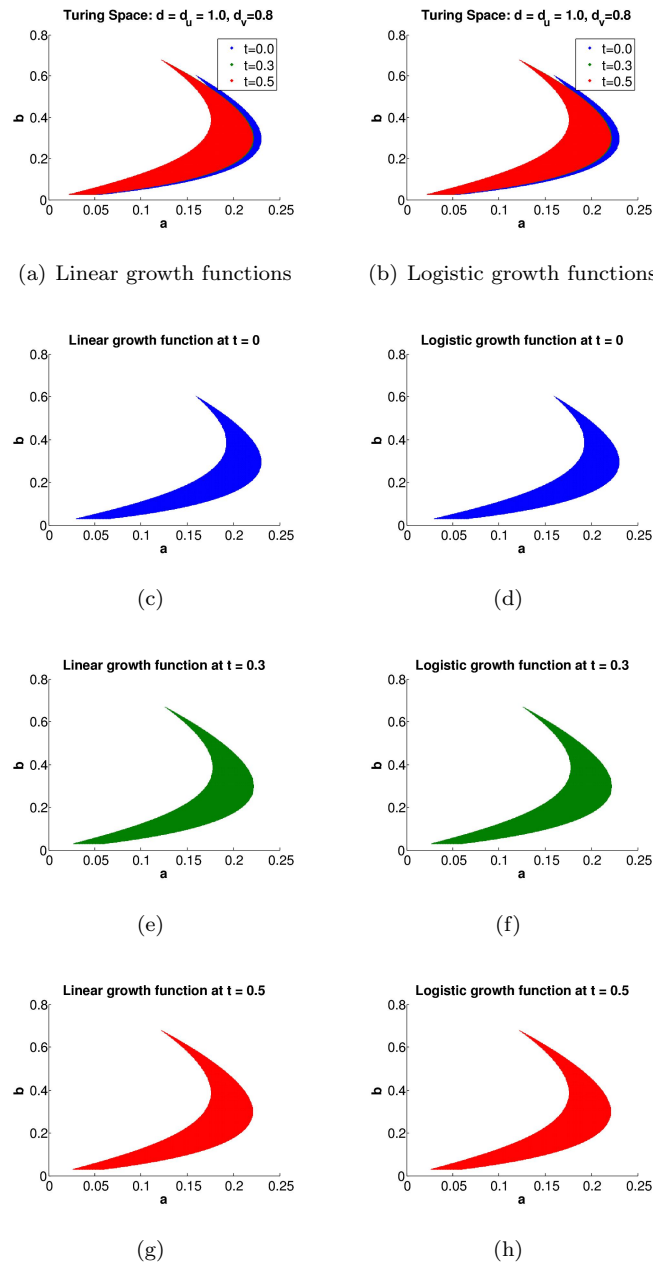 Turing Space: d = d_u = 1.0, d_v=0.8
t=0.0
t=0.3
t=0.5
b
0.8
0.6
0.4
0.2
0
0 0.05 0.1 0.15 0.2 0.25
a
(a) Linear growth functions
Turing Space: d = d_u = 1.0, d_v=0.8
t=0.0
t=0.3
t=0.5
b
0.8
0.6
0.4
0.2
0
0 0.05 0.1 0.15 0.2 0.25
a
(b) Logistic growth functions
Linear growth function at t = 0
b
0.8
0.6
0.4
0.2
0
0 0.05 0.1 0.15 0.2 0.25
a
(c)
Logistic growth function at t = 0
b
0.8
0.6
0.4
0.2
0
0 0.05 0.1 0.15 0.2 0.25
a
(d)
Linear growth function at t = 0.3
b
0.8
0.6
0.4
0.2
0
0 0.05 0.1 0.15 0.2 0.25
a
(e)
Logistic growth function at t = 0.3
b
0.8
0.6
0.4
0.2
0
0 0.05 0.1 0.15 0.2 0.25
a
(f)
Linear growth function at t = 0.5
b
0.8
0.6
0.4
0.2
0
0 0.05 0.1 0.15 0.2 0.25
a
(g)
Logistic growth function at t = 0.5
b
0.8
0.6
0.4
0.2
0
0 0.05 0.1 0.15 0.2 0.25
a
(h)